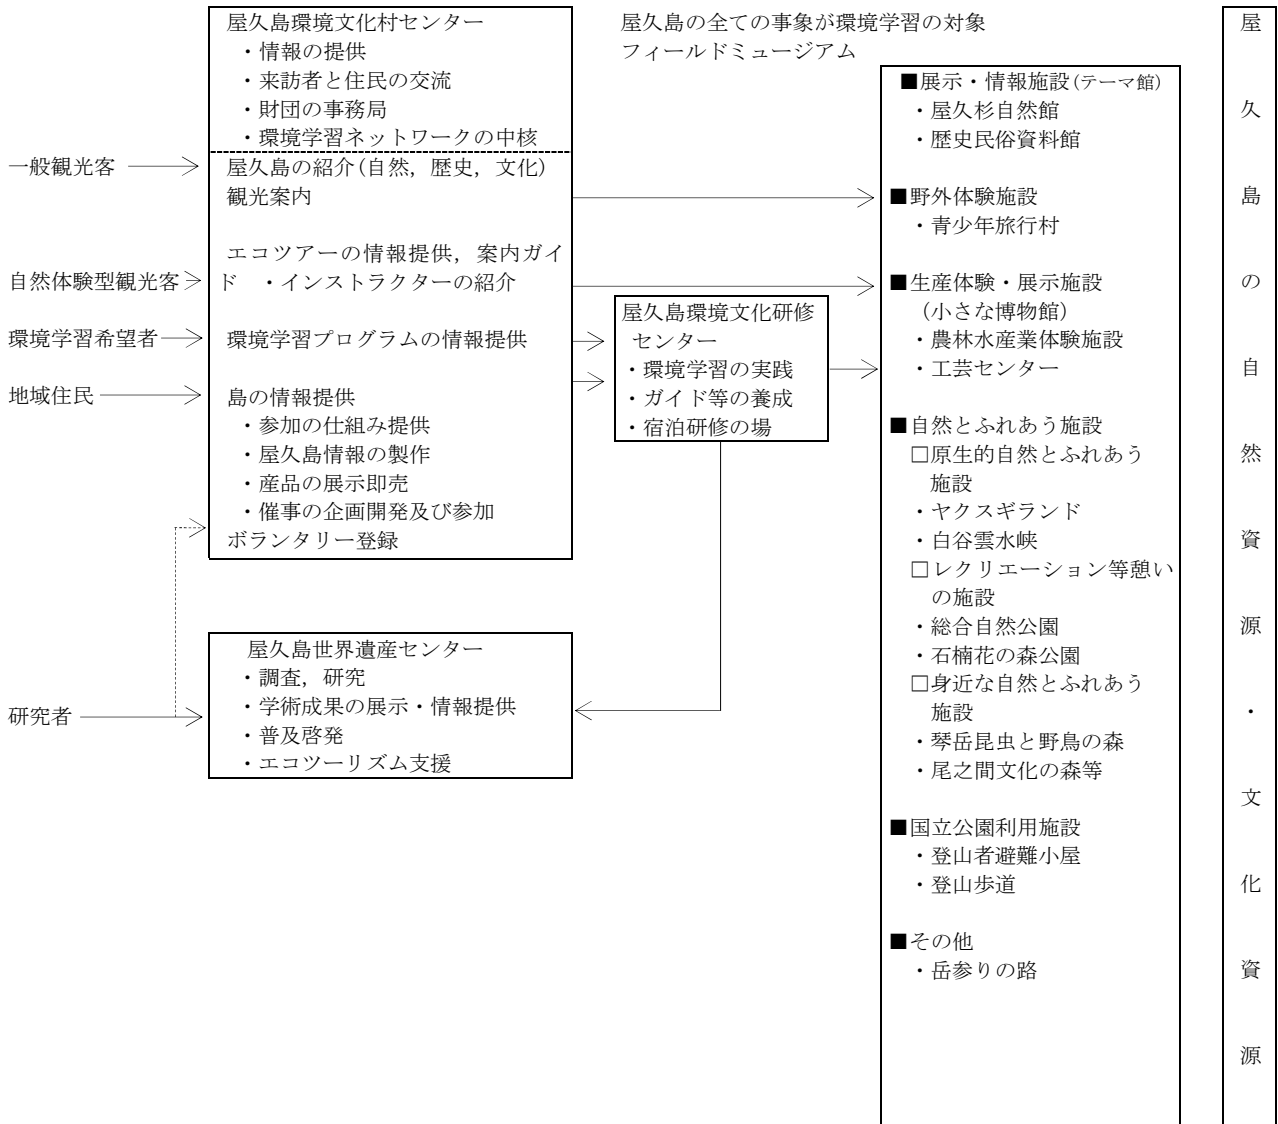 屋久島環境文化村センター
・情報の提供
・来訪者と住民の交流
・財団の事務局
・環境学習ネットワークの中核
屋久島の紹介(自然，歴史，文化)
観光案内
エコツアーの情報提供，案内ガイ
ド　・インストラクターの紹介
環境学習プログラムの情報提供
島の情報提供
・参加の仕組み提供
・屋久島情報の製作
・産品の展示即売
・催事の企画開発及び参加
ボランタリー登録
一般観光客
自然体験型観光客
環境学習希望者
地域住民
研究者
屋久島世界遺産センター
・調査，研究
・学術成果の展示・情報提供
・普及啓発
・エコツーリズム支援
屋久島の全ての事象が環境学習の対象
フィールドミュージアム
屋久島環境文化研修
センター
・環境学習の実践
・ガイド等の養成
・宿泊研修の場
■展示・情報施設(テーマ館)
・屋久杉自然館
・歴史民俗資料館
■野外体験施設
・青少年旅行村
■生産体験・展示施設
（小さな博物館）
・農林水産業体験施設
・工芸センター
■自然とふれあう施設
□原生的自然とふれあう
施設
・ヤクスギランド
・白谷雲水峡
□レクリエーション等憩い
の施設
・総合自然公園
・石楠花の森公園
□身近な自然とふれあう
施設
・琴岳昆虫と野鳥の森
・尾之間文化の森等
■国立公園利用施設
・登山者避難小屋
・登山歩道
■その他
・岳参りの路
屋久島の自然資源・文化資源